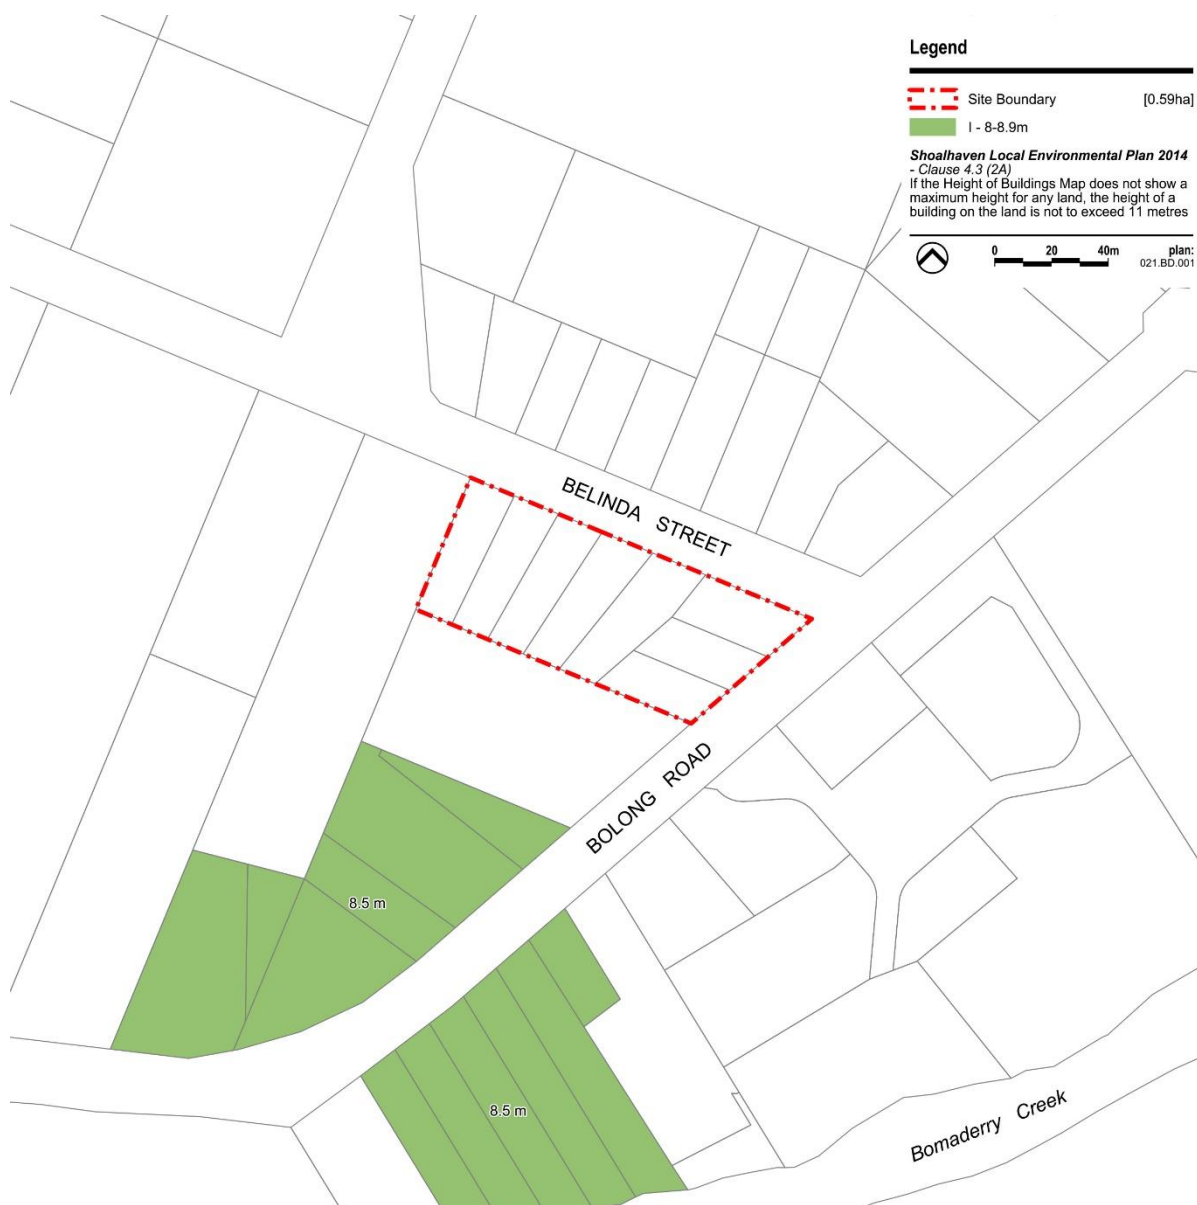 Legend
Site Boundary [0.59ha]
I - 8-8.9m
Shoalhaven Local Environmental Plan 2014
- Clause 4.3 (2A)
If the Height of Buildings Map does not show a
maximum height for any land, the height of a
building on the land is not to exceed 11 metres
0 20 40m plan:
021.BD.001
BELINDA STREET
BOLONG ROAD
8.5 m
8.5 m
Bomaderry Creek